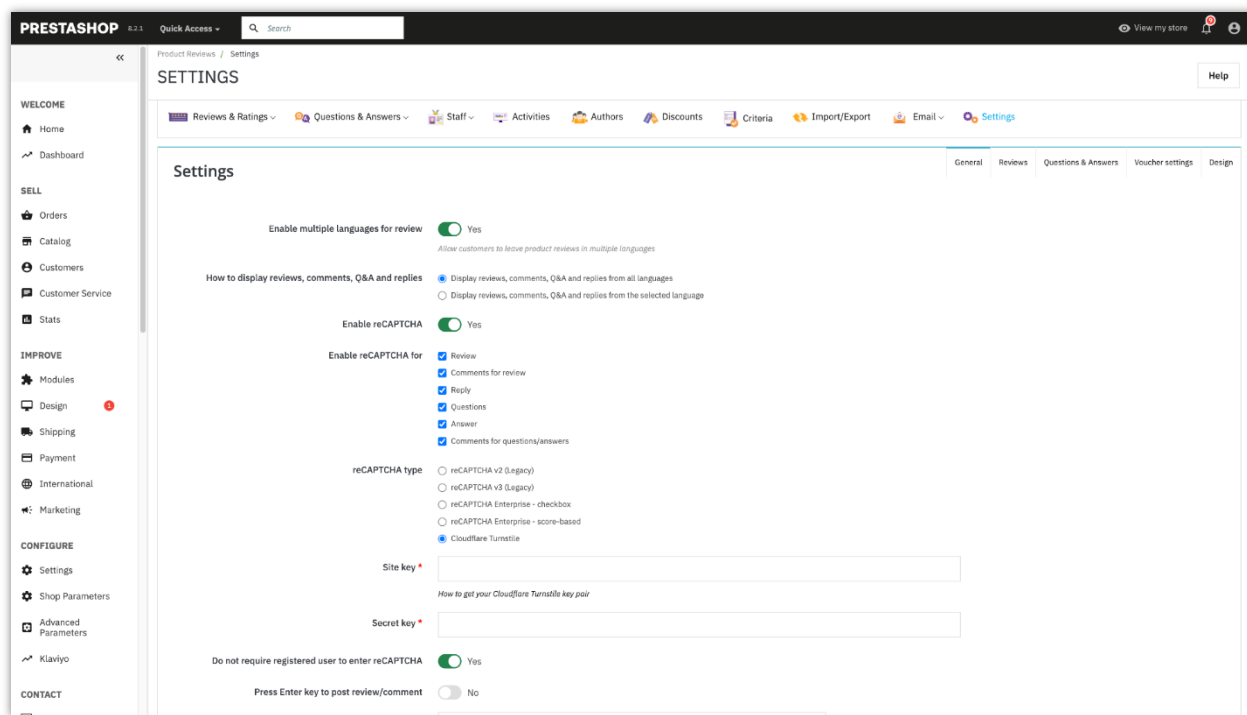 PRESTASHOP 8.2.1 Quick Access Search View my store 9
Product Reviews / Settings
SETTINGS
Help
WELCOME
Home
Dashboard
SELL
Orders
Catalog
Customers
Customer Service
Stats
IMPROVE
Modules
Design 1
Shipping
Payment
International
Marketing
CONFIGURE
Settings
Shop Parameters
Advanced
Parameters
Klaviyo
CONTACT
Reviews & Ratings Questions & Answers Staff Activities Authors Discounts Criteria Import/Export Email Settings
Settings
General Reviews Questions & Answers Voucher settings Design
Enable multiple languages for review Yes
Allow customers to leave product reviews in multiple languages
How to display reviews, comments, Q&A and replies Display reviews, comments, Q&A and replies from all languages
Display reviews, comments, Q&A and replies from the selected language
Enable reCAPTCHA Yes
Enable reCAPTCHA for Review
Comments for review
Reply
Questions
Answer
Comments for questions/answers
reCAPTCHA type reCAPTCHA v2 (Legacy)
reCAPTCHA v3 (Legacy)
reCAPTCHA Enterprise - checkbox
reCAPTCHA Enterprise - score-based
Cloudflare Turnstile
Site key *
How to get your Cloudflare Turnstile key pair
Secret key *
Do not require registered user to enter reCAPTCHA Yes
Press Enter key to post review/comment No